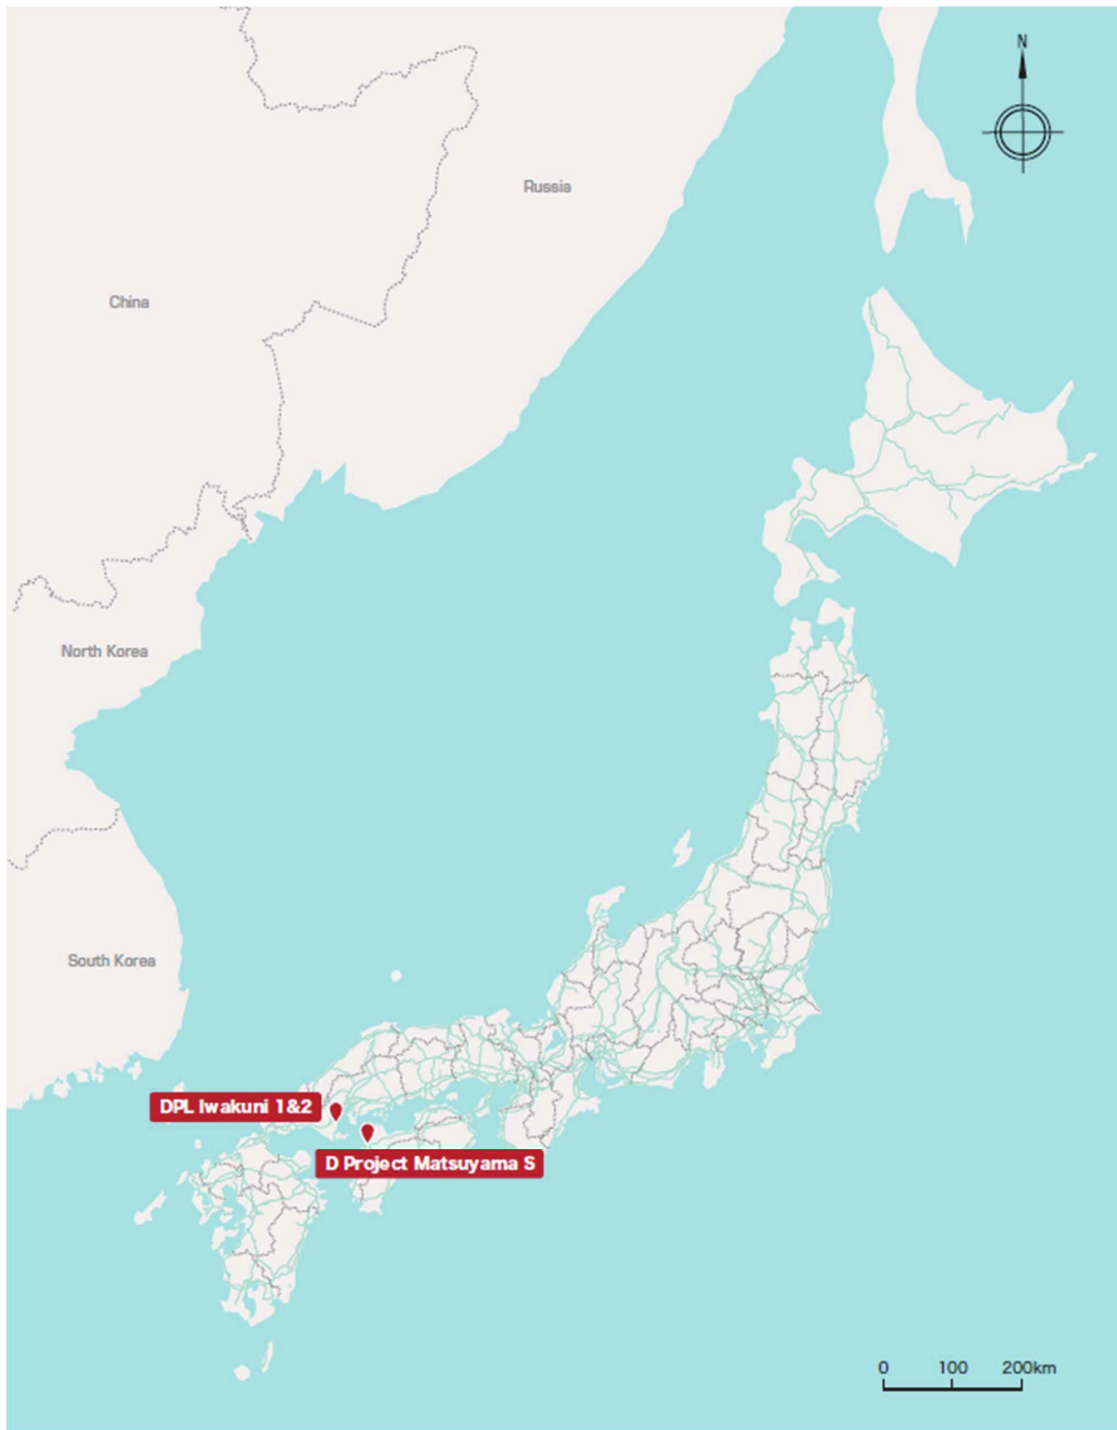 N
Russia
China
North Korea
South Korea
DPL Iwakuni 1&2
D Project Matsuyama S
0 100 200km